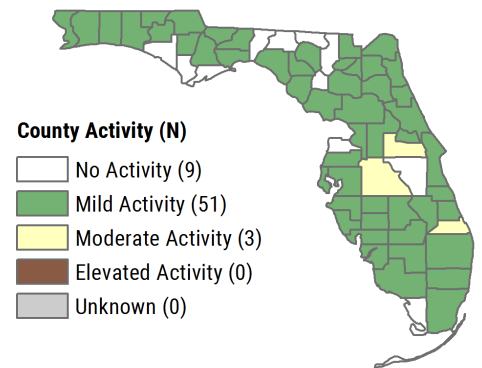 County Activity (N)
No Activity (9)
Mild Activity (51)
Moderate Activity (3)
Elevated Activity (0)
Unknown (0)